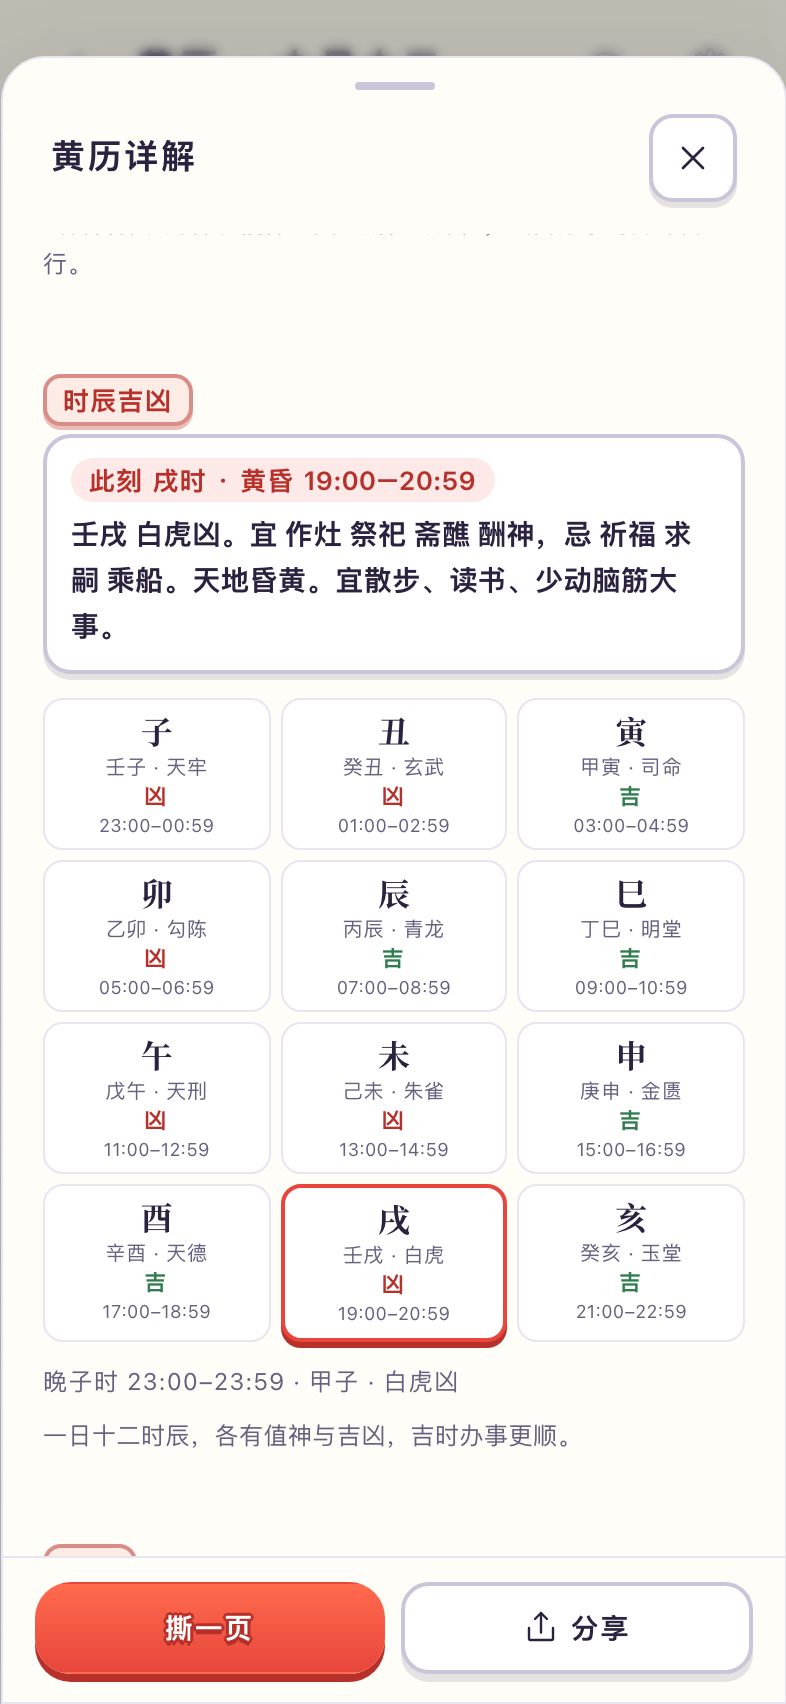 黄历详解
行。
时辰吉凶
此刻 戌时 · 黄昏 19:00–20:59
壬戌 白虎凶。宜 作灶 祭祀 斋醮 酬神，忌 祈福 求
嗣 乘船。天地昏黄。宜散步、读书、少动脑筋大
事。
子
壬子 · 天牢
凶
23:00–00:59
丑
癸丑 · 玄武
凶
01:00–02:59
寅
甲寅 · 司命
吉
03:00–04:59
卯
乙卯 · 勾陈
凶
05:00–06:59
辰
丙辰 · 青龙
吉
07:00–08:59
巳
丁巳 · 明堂
吉
09:00–10:59
午
戊午 · 天刑
凶
11:00–12:59
未
己未 · 朱雀
凶
13:00–14:59
申
庚申 · 金匮
吉
15:00–16:59
酉
辛酉 · 天德
吉
17:00–18:59
戌
壬戌 · 白虎
凶
19:00–20:59
亥
癸亥 · 玉堂
吉
21:00–22:59
晚子时 23:00–23:59 · 甲子 · 白虎凶
一日十二时辰，各有值神与吉凶，吉时办事更顺。
撕一页
分享